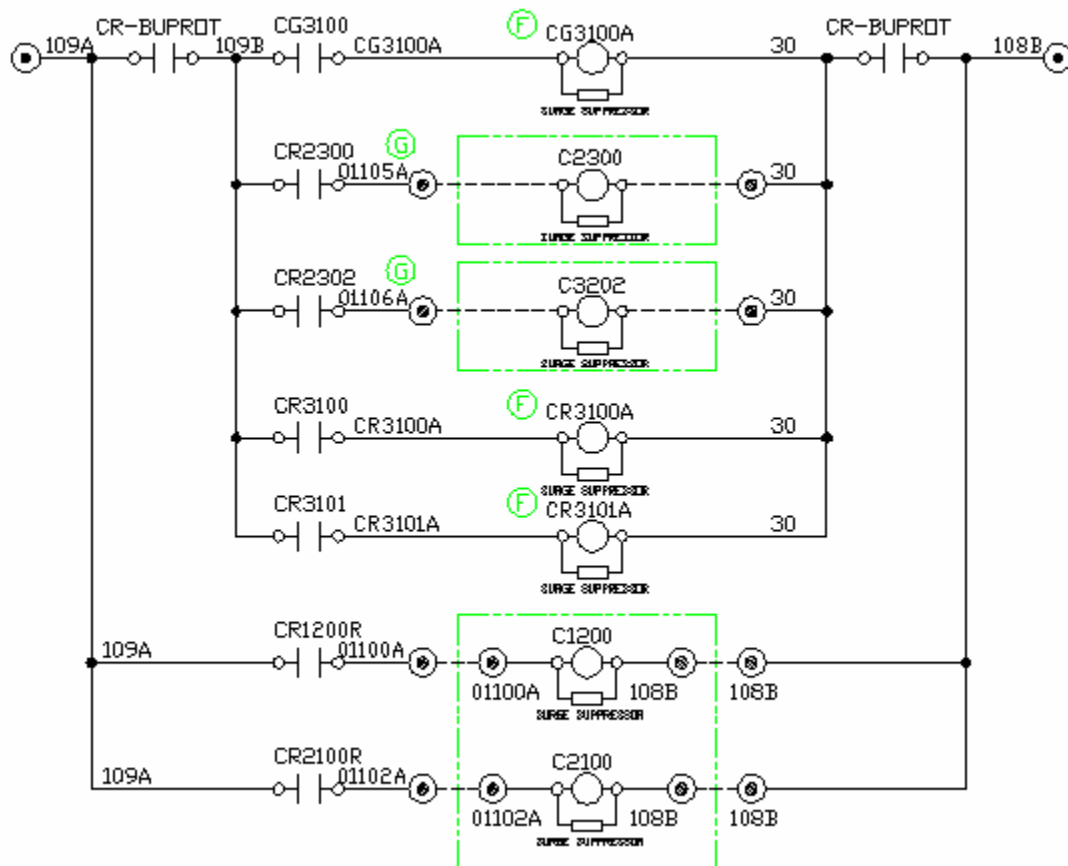 CR-BUPROT
109A
109B
CG3100
CG3100A
F
CG3100A
30
CR-BUPROT
108B
SURGE SUPPRESSOR
CR2300
01105A
G
C2300
30
SURGE SUPPRESSOR
CR2302
01106A
G
C3202
30
SURGE SUPPRESSOR
CR3100
CR3100A
F
CR3100A
30
SURGE SUPPRESSOR
CR3101
CR3101A
F
CR3101A
30
SURGE SUPPRESSOR
109A
CR1200R
01100A
01100A
C1200
108B
108B
SURGE SUPPRESSOR
109A
CR2100R
01102A
01102A
C2100
108B
108B
SURGE SUPPRESSOR